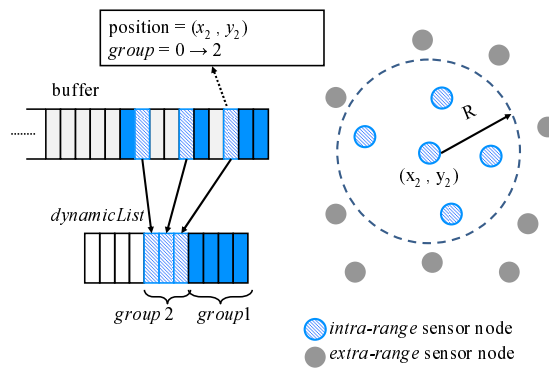 position = (x₂ , y₂)
group = 0 → 2
buffer
........
dynamicList
group 2
group1
R
(x₂ , y₂)
intra-range sensor node
extra-range sensor node